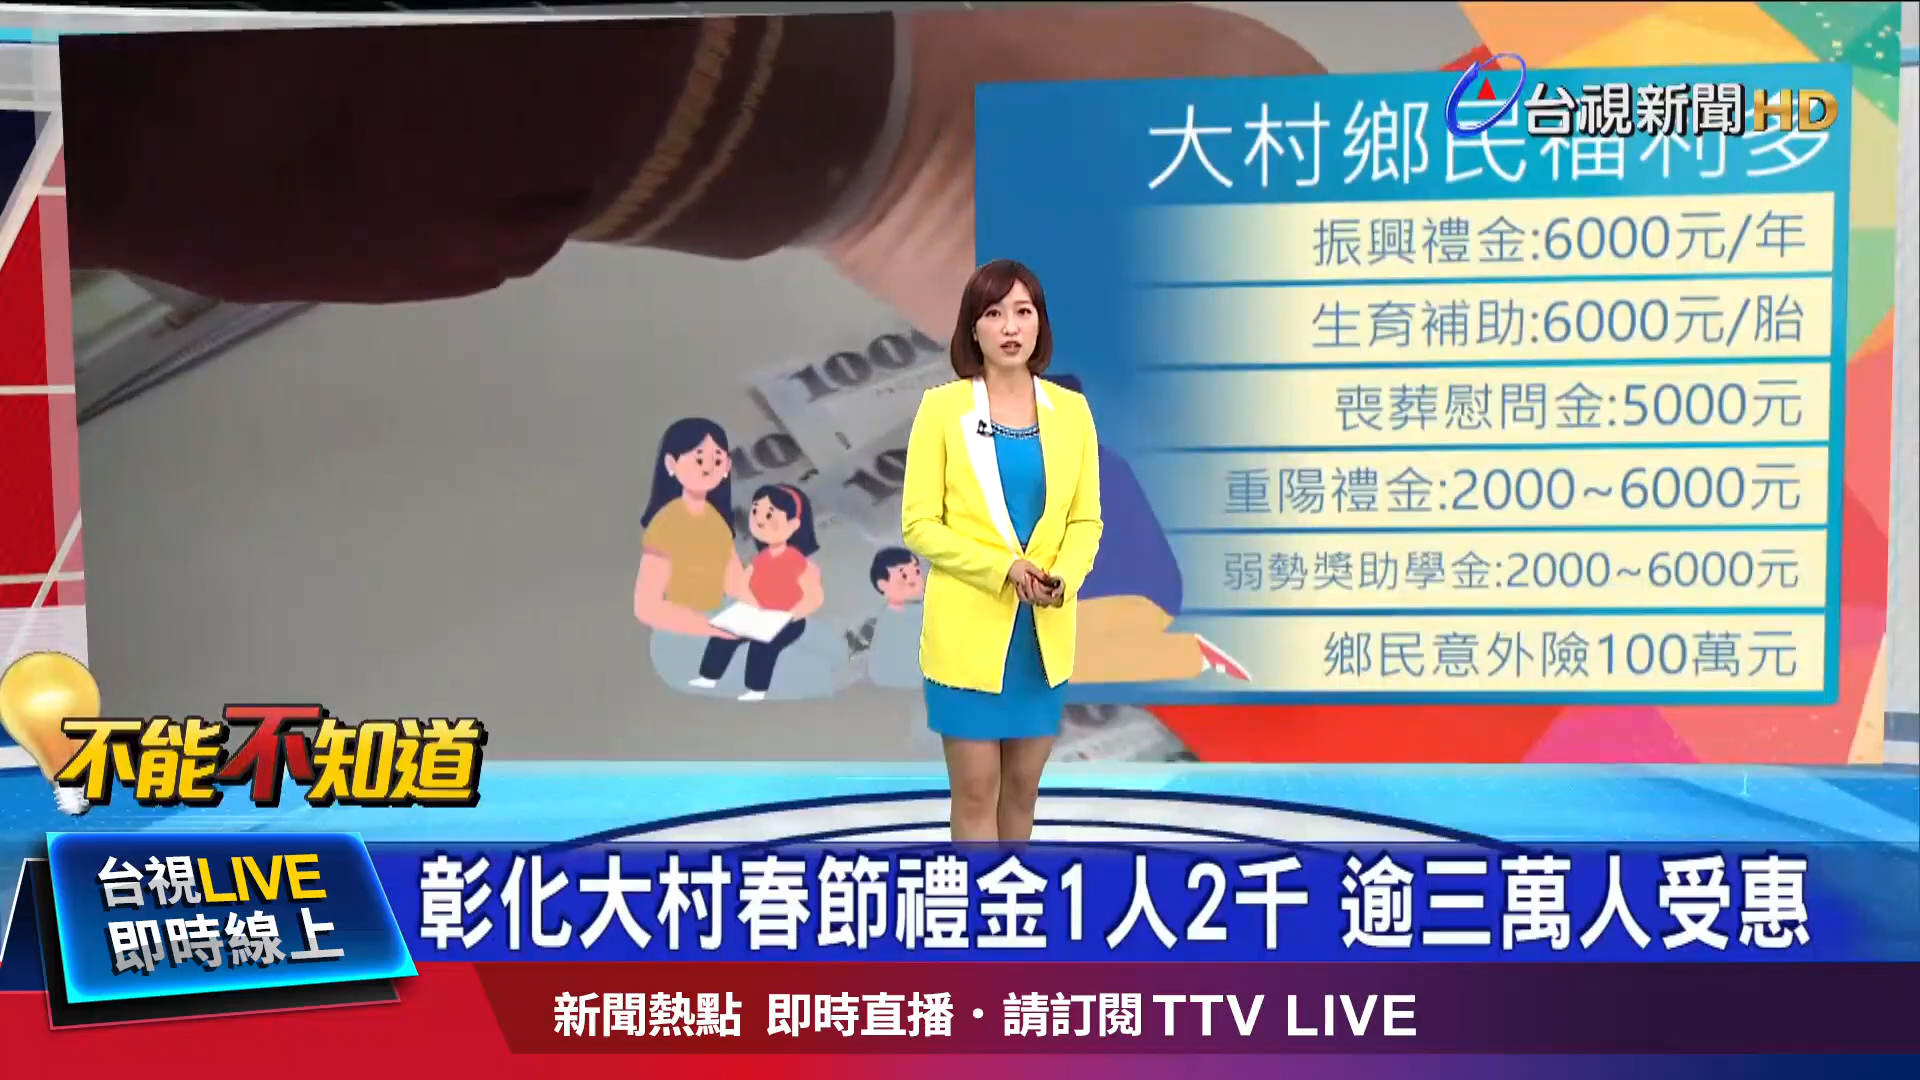 台視新聞HD
大村鄉民福利多
振興禮金:6000元/年
生育補助:6000元/胎
喪葬慰問金:5000元
重陽禮金:2000~6000元
弱勢獎助學金:2000~6000元
鄉民意外險100萬元
1000
不能不知道
台視LIVE
即時線上
彰化大村春節禮金1人2千 逾三萬人受惠
新聞熱點 即時直播・請訂閱TTV LIVE